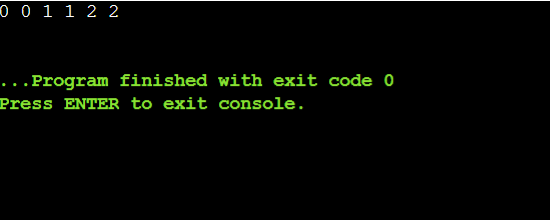 0 0 1 1 2 2
...Program finished with exit code 0
Press ENTER to exit console.